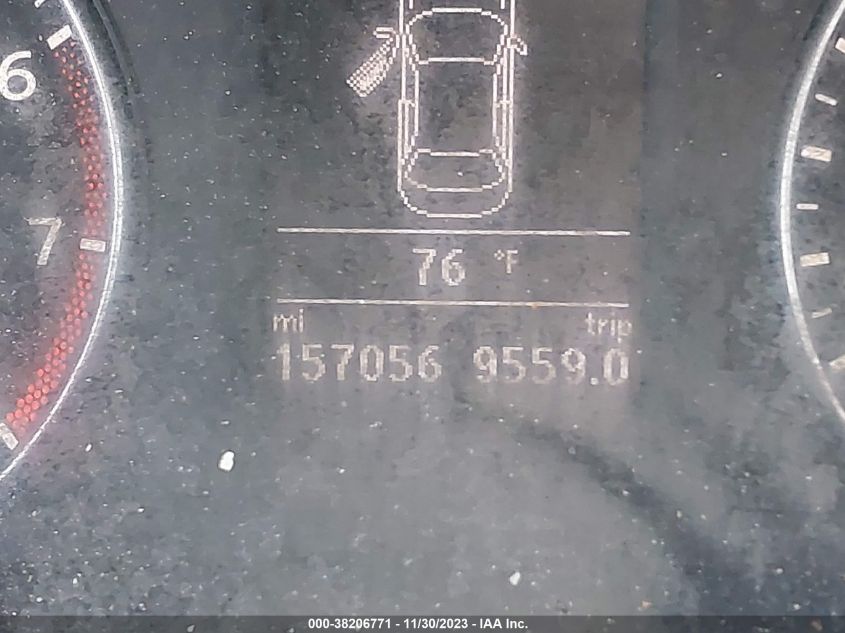 6
7
76 °F
mi trip
157056 9559.0
000-38206771 - 11/30/2023 - IAA Inc.